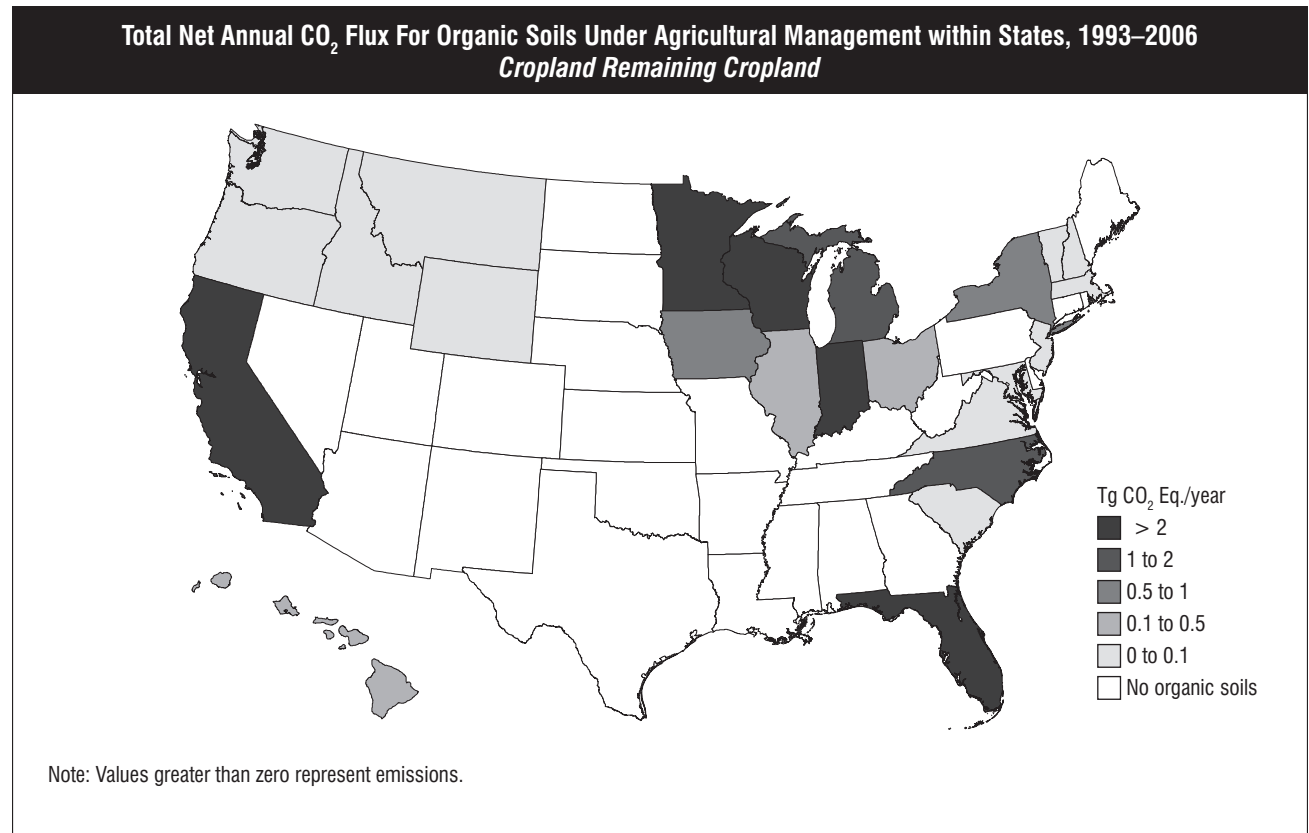 Total Net Annual CO₂ Flux For Organic Soils Under Agricultural Management within States, 1993–2006
Cropland Remaining Cropland
Tg CO₂ Eq./year
> 2
1 to 2
0.5 to 1
0.1 to 0.5
0 to 0.1
No organic soils
Note: Values greater than zero represent emissions.